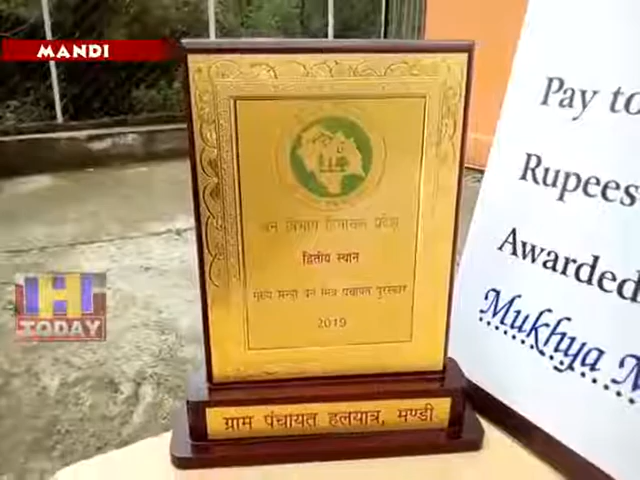 MANDI
वन विभाग हिमाचल प्रदेश
द्वितीय स्थान
मुख्य मन्त्री वन मित्र पंचायत पुरस्कार
2019
ग्राम पंचायत हलयात्र, मण्डी
Pay to
Rupees
Awarded
Mukhya
HI
TODAY